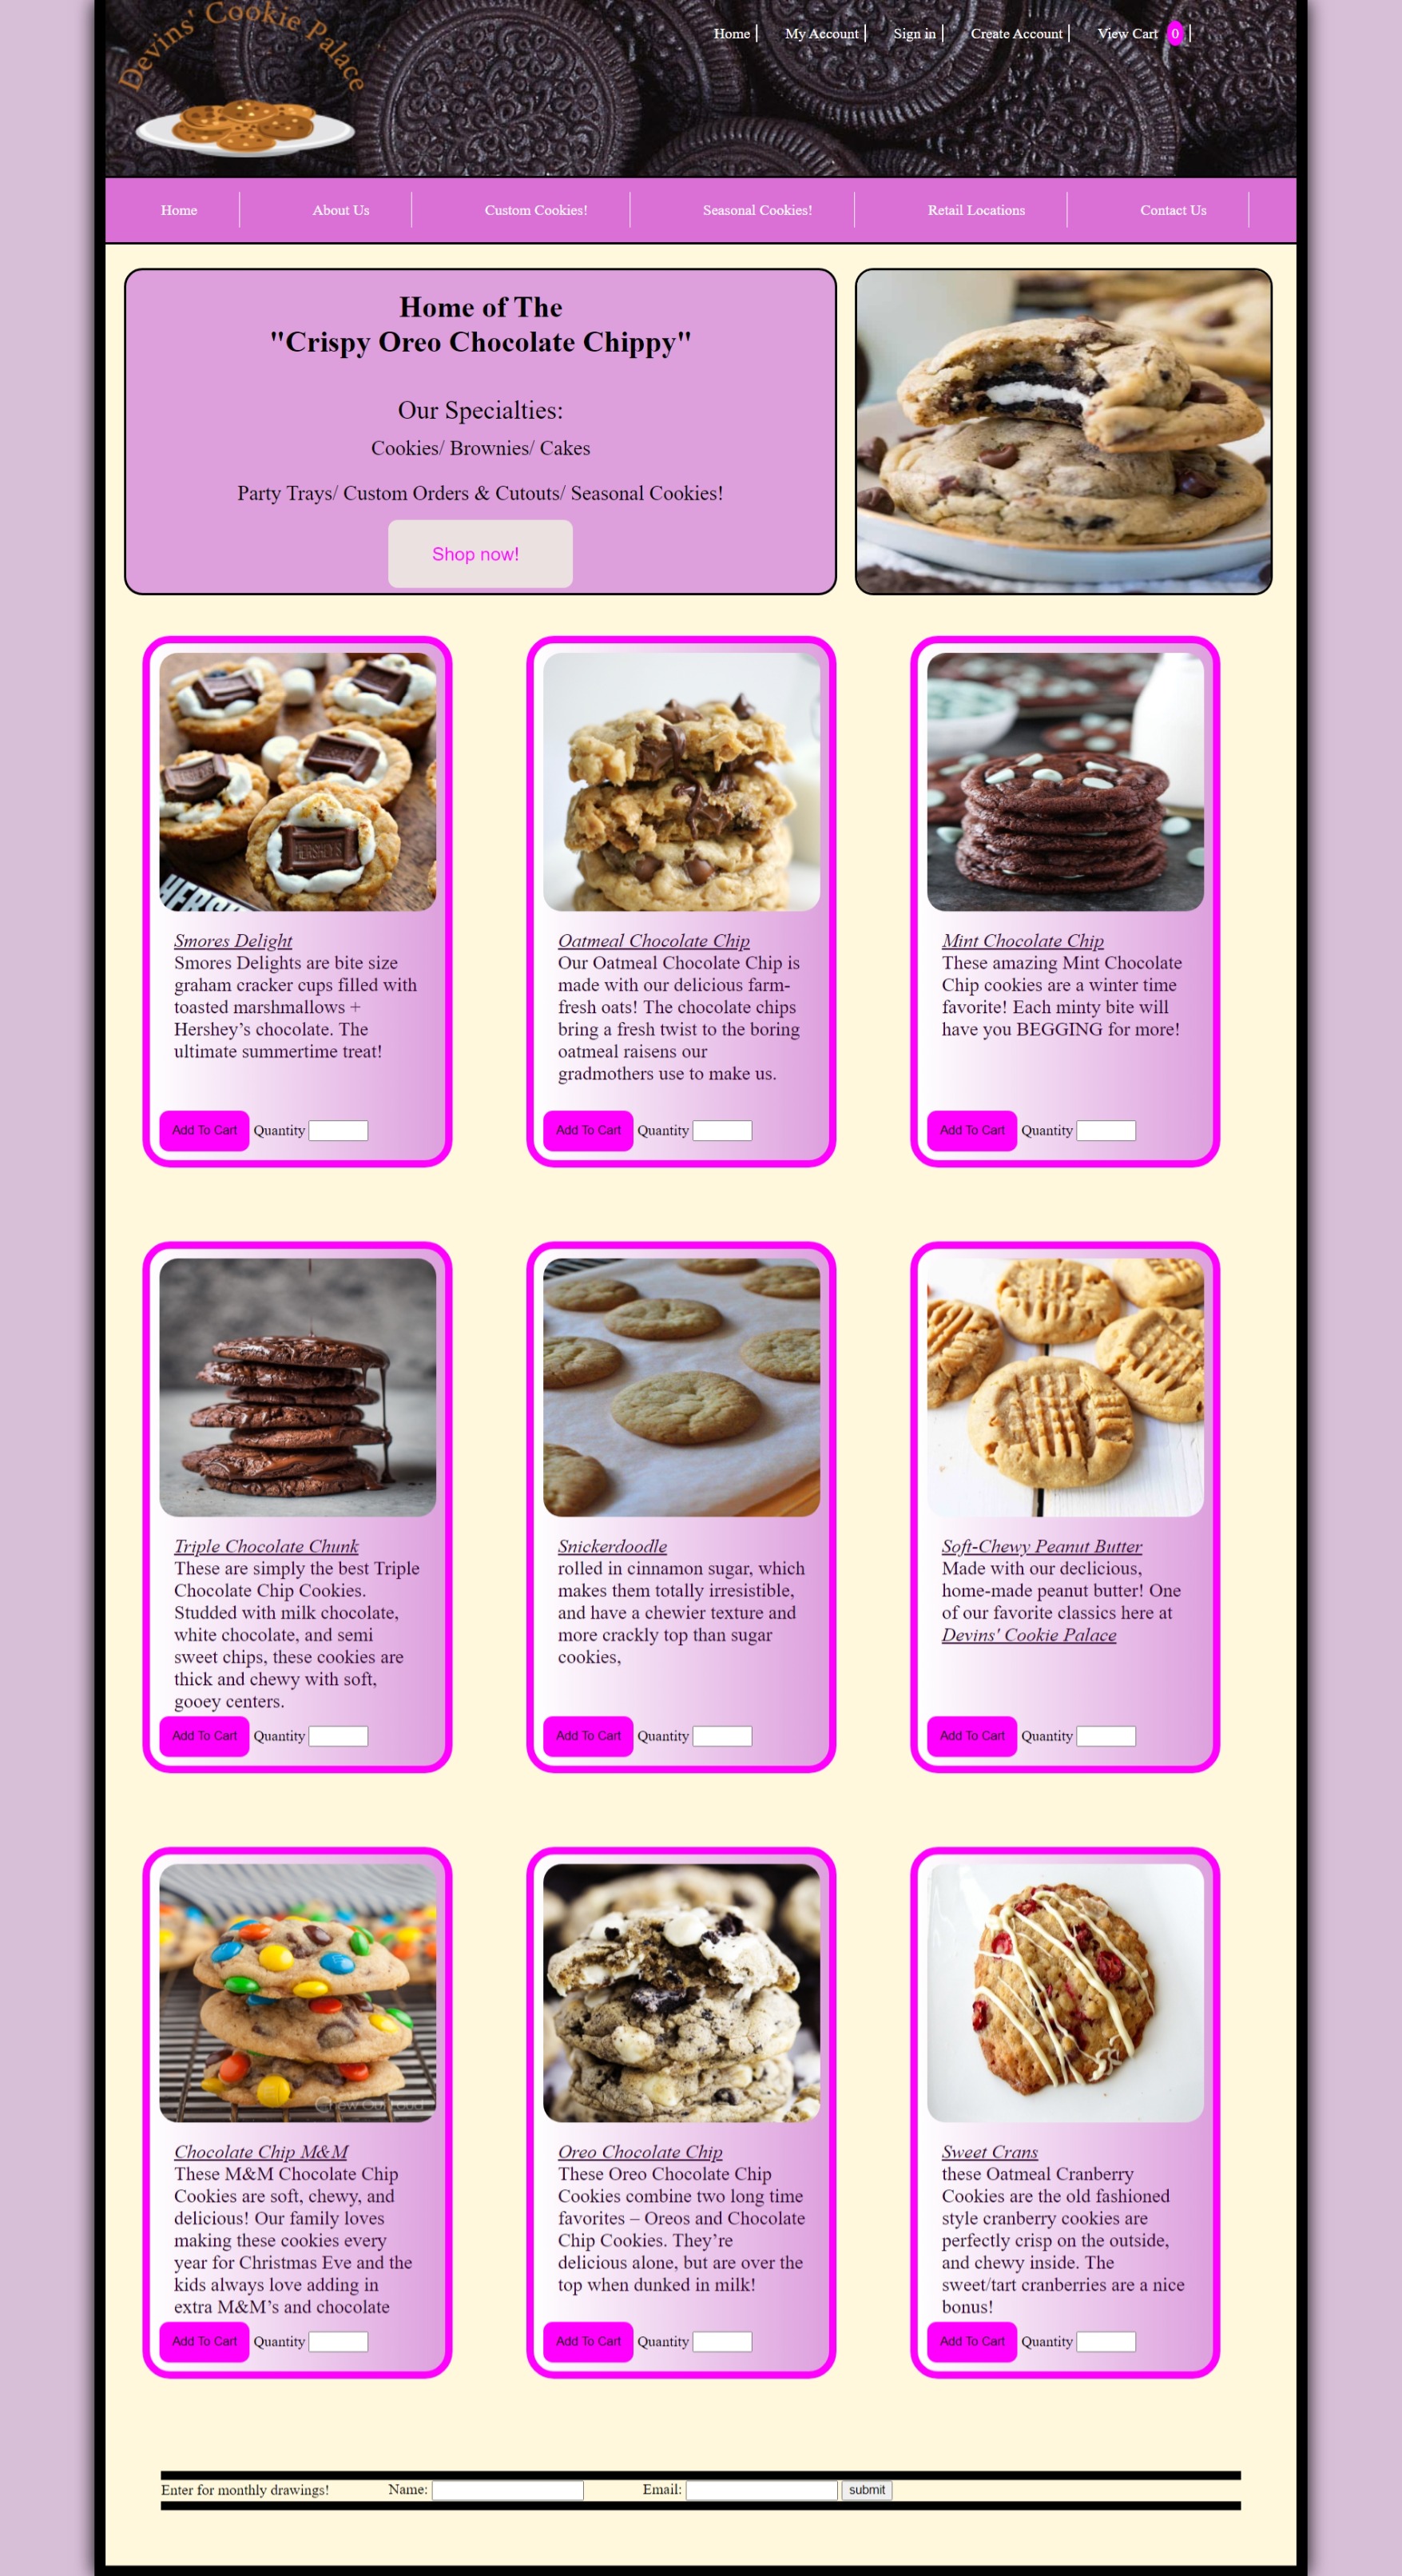 Devins' Cookie Palace
Home
My Account
Sign in
Create Account
View Cart 0
Home
About Us
Custom Cookies!
Seasonal Cookies!
Retail Locations
Contact Us
Home of The
"Crispy Oreo Chocolate Chippy"
Our Specialties:
Cookies/ Brownies/ Cakes
Party Trays/ Custom Orders & Cutouts/ Seasonal Cookies!
Shop now!
HERSHEY'S
Smores Delight
Smores Delights are bite size
graham cracker cups filled with
toasted marshmallows +
Hershey’s chocolate. The
ultimate summertime treat!
Add To Cart Quantity
Oatmeal Chocolate Chip
Our Oatmeal Chocolate Chip is
made with our delicious farm-
fresh oats! The chocolate chips
bring a fresh twist to the boring
oatmeal raisens our
gradmothers use to make us.
Add To Cart Quantity
Mint Chocolate Chip
These amazing Mint Chocolate
Chip cookies are a winter time
favorite! Each minty bite will
have you BEGGING for more!
Add To Cart Quantity
Triple Chocolate Chunk
These are simply the best Triple
Chocolate Chip Cookies.
Studded with milk chocolate,
white chocolate, and semi
sweet chips, these cookies are
thick and chewy with soft,
gooey centers.
Add To Cart Quantity
Snickerdoodle
rolled in cinnamon sugar, which
makes them totally irresistible,
and have a chewier texture and
more crackly top than sugar
cookies,
Add To Cart Quantity
Soft-Chewy Peanut Butter
Made with our declicious,
home-made peanut butter! One
of our favorite classics here at
Devins' Cookie Palace
Add To Cart Quantity
Chocolate Chip M&M
These M&M Chocolate Chip
Cookies are soft, chewy, and
delicious! Our family loves
making these cookies every
year for Christmas Eve and the
kids always love adding in
extra M&M’s and chocolate
Add To Cart Quantity
Oreo Chocolate Chip
These Oreo Chocolate Chip
Cookies combine two long time
favorites – Oreos and Chocolate
Chip Cookies. They’re
delicious alone, but are over the
top when dunked in milk!
Add To Cart Quantity
Sweet Crans
these Oatmeal Cranberry
Cookies are the old fashioned
style cranberry cookies are
perfectly crisp on the outside,
and chewy inside. The
sweet/tart cranberries are a nice
bonus!
Add To Cart Quantity
Enter for monthly drawings! Name: Email: submit